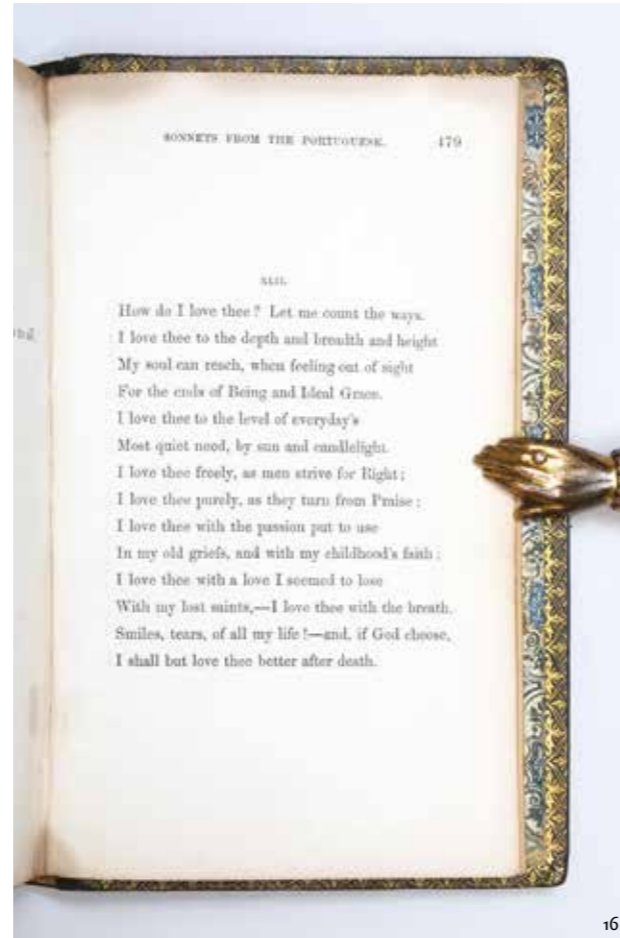 SONNETS FROM THE PORTUGUESE. 479
XLII.
How do I love thee? Let me count the ways.
I love thee to the depth and breadth and height
My soul can reach, when feeling out of sight
For the ends of Being and Ideal Grace.
I love thee to the level of everyday's
Most quiet need, by sun and candlelight.
I love thee freely, as men strive for Right;
I love thee purely, as they turn from Praise;
I love thee with the passion put to use
In my old griefs, and with my childhood's faith;
I love thee with a love I seemed to lose
With my lost saints,—I love thee with the breath,
Smiles, tears, of all my life!—and, if God choose,
I shall but love thee better after death.
16